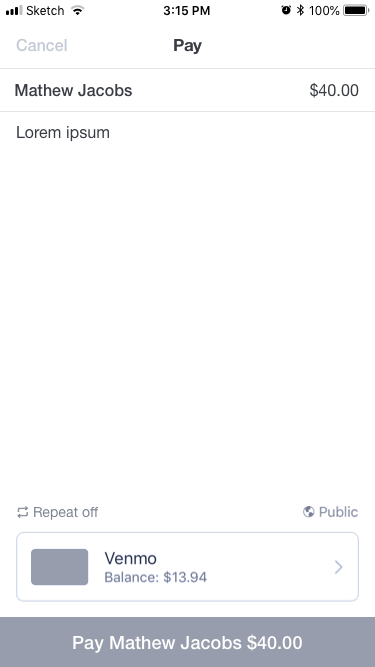 Sketch 3:15 PM 100%
Cancel Pay
Mathew Jacobs $40.00
Lorem ipsum
Repeat off Public
Venmo
Balance: $13.94
Pay Mathew Jacobs $40.00